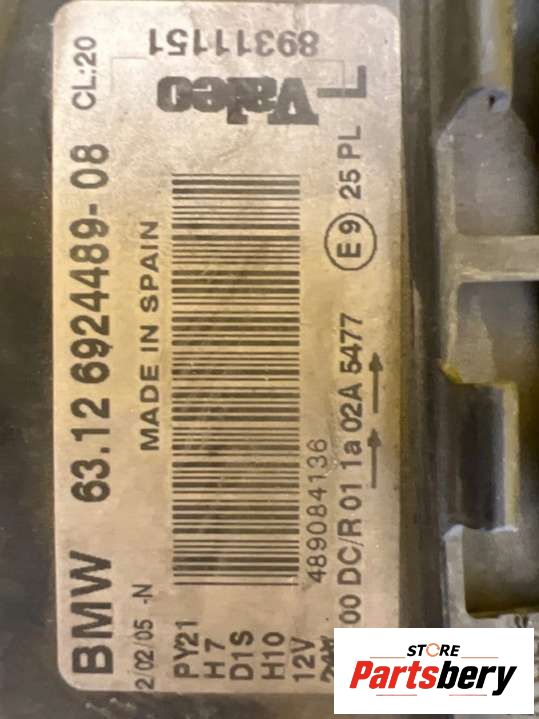 BMW 63.12 6924489-08 CL:20
2/02/05 -N MADE IN SPAIN
PY21
H7
D1S
H10
12V
489084136
Valeo
89311151
L
00 DC/R 01 1a 02A 5477
E9 25 PL
STORE
Partsbery